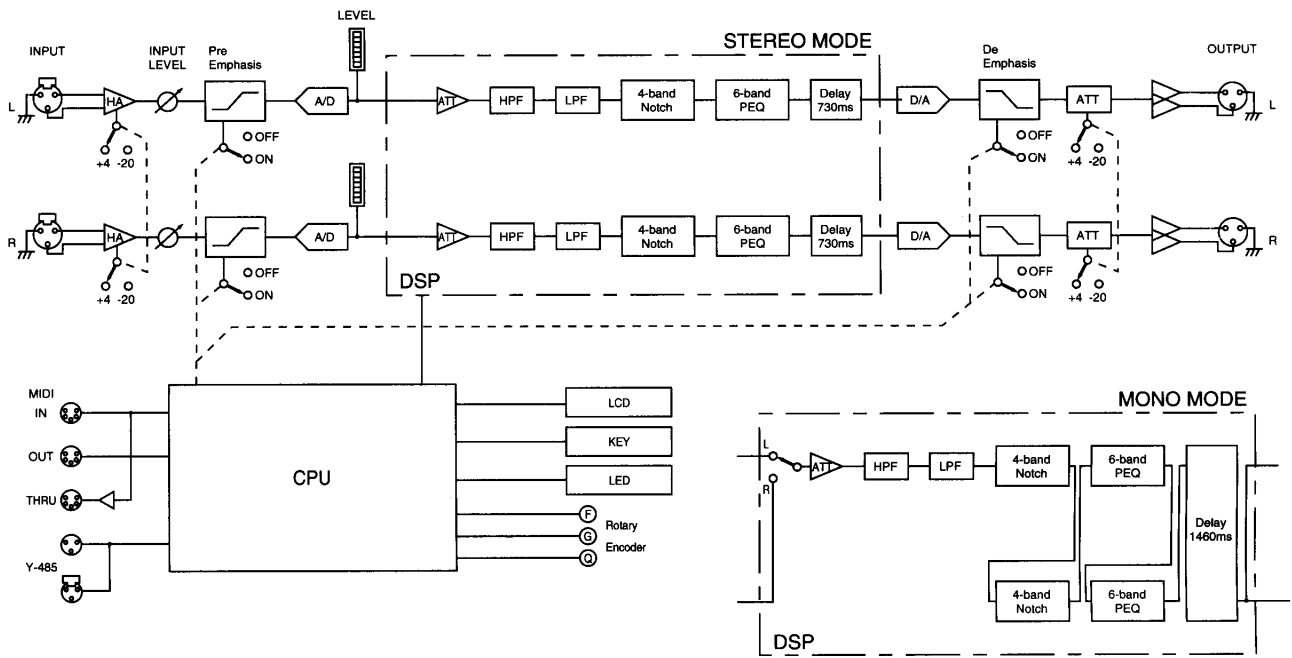 LEVEL
STEREO MODE
INPUT
INPUT LEVEL
Pre Emphasis
De Emphasis
OUTPUT
L
HA
A/D
ATT
HPF
LPF
4-band Notch
6-band PEQ
Delay 730ms
D/A
ATT
L
OFF
ON
+4 -20
OFF
ON
+4 -20
R
HA
A/D
ATT
HPF
LPF
4-band Notch
6-band PEQ
Delay 730ms
D/A
ATT
R
OFF
ON
+4 -20
DSP
OFF
ON
+4 -20
MIDI
IN
OUT
THRU
Y-485
CPU
LCD
KEY
LED
F
G
Q
Rotary Encoder
MONO MODE
L
R
ATT
HPF
LPF
4-band Notch
6-band PEQ
Delay 1460ms
4-band Notch
6-band PEQ
DSP